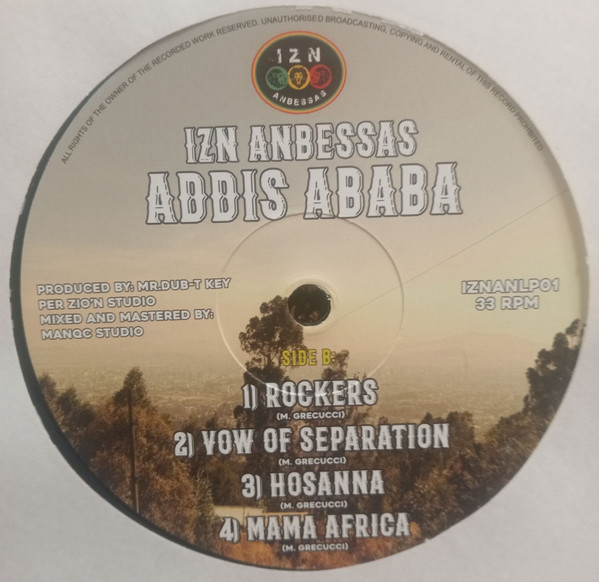 ALL RIGHTS OF THE OWNER OF THE RECORDED WORK RESERVED. UNAUTHORISED BROADCASTING, COPYING AND RENTAL OF THIS RECORD PROHIBITED
IZN
ANBESSAS
IZN ANBESSAS
ADDIS ABABA
PRODUCED BY: MR.DUB-T KEY
PER ZIO'N STUDIO
MIXED AND MASTERED BY:
MANQC STUDIO
IZNANLP01
33 RPM
SIDE B:
1) ROCKERS
(M. GRECUCCI)
2) VOW OF SEPARATION
(M. GRECUCCI)
3) HOSANNA
(M. GRECUCCI)
4) MAMA AFRICA
(M. GRECUCCI)